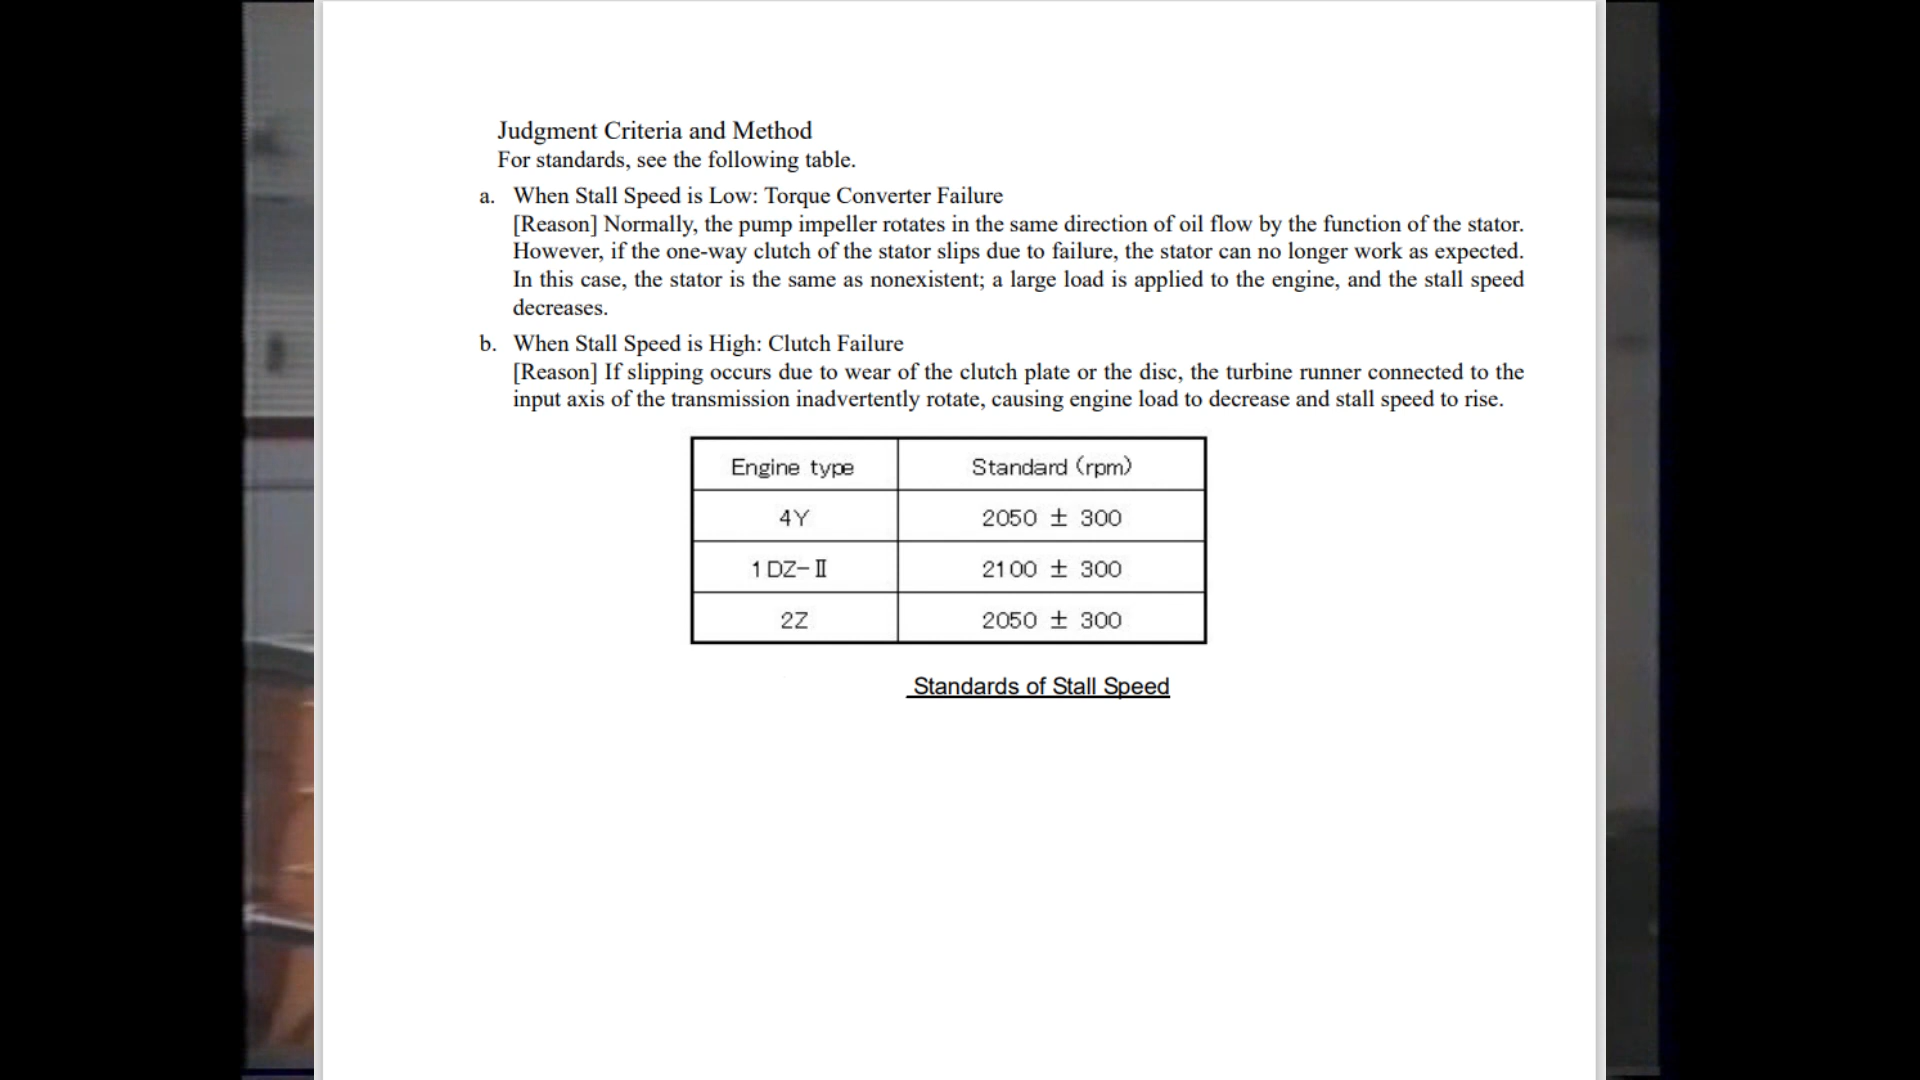 Judgment Criteria and Method
For standards, see the following table.
a. When Stall Speed is Low: Torque Converter Failure
[Reason] Normally, the pump impeller rotates in the same direction of oil flow by the function of the stator.
However, if the one-way clutch of the stator slips due to failure, the stator can no longer work as expected.
In this case, the stator is the same as nonexistent; a large load is applied to the engine, and the stall speed
decreases.
b. When Stall Speed is High: Clutch Failure
[Reason] If slipping occurs due to wear of the clutch plate or the disc, the turbine runner connected to the
input axis of the transmission inadvertently rotate, causing engine load to decrease and stall speed to rise.
Engine type Standard (rpm)
4Y 2050 ± 300
1DZ-Ⅱ 2100 ± 300
2Z 2050 ± 300
Standards of Stall Speed